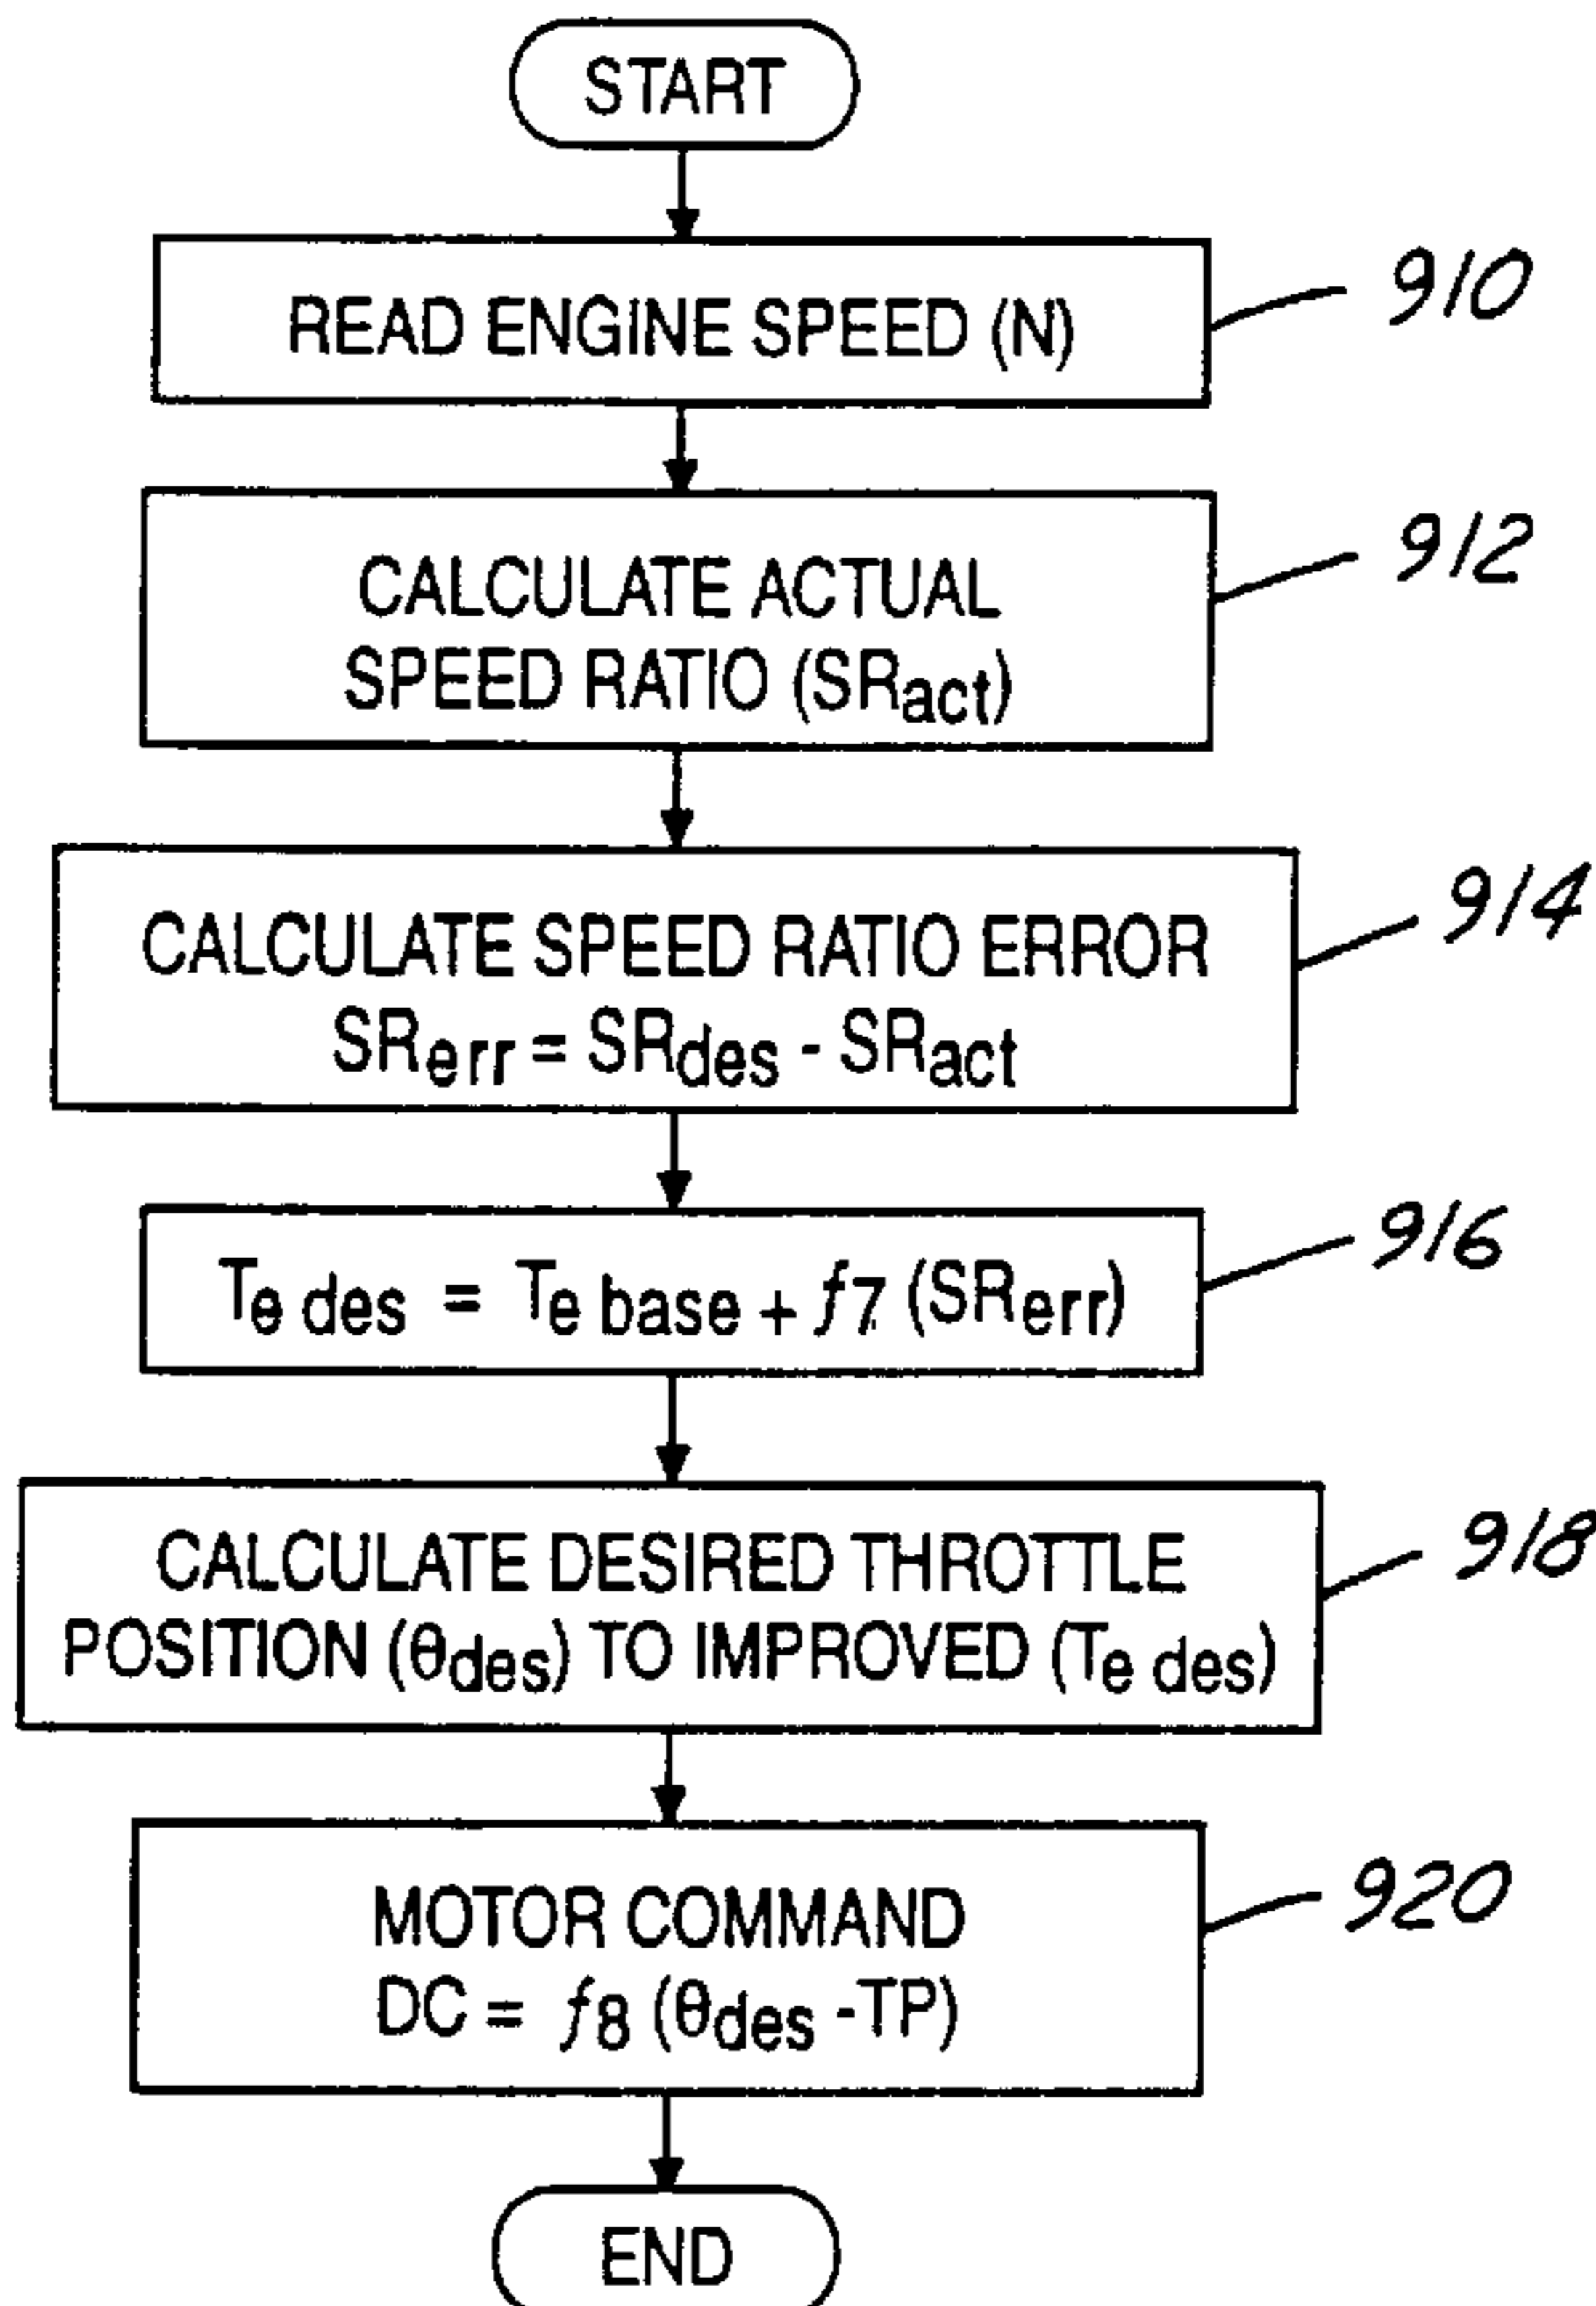 START
READ ENGINE SPEED (N)
910
CALCULATE ACTUAL
SPEED RATIO (SRact)
912
CALCULATE SPEED RATIO ERROR
SRerr = SRdes - SRact
914
Te des = Te base + f7 (SRerr)
916
CALCULATE DESIRED THROTTLE
POSITION (θdes) TO IMPROVED (Te des)
918
MOTOR COMMAND
DC = f8 (θdes -TP)
920
END